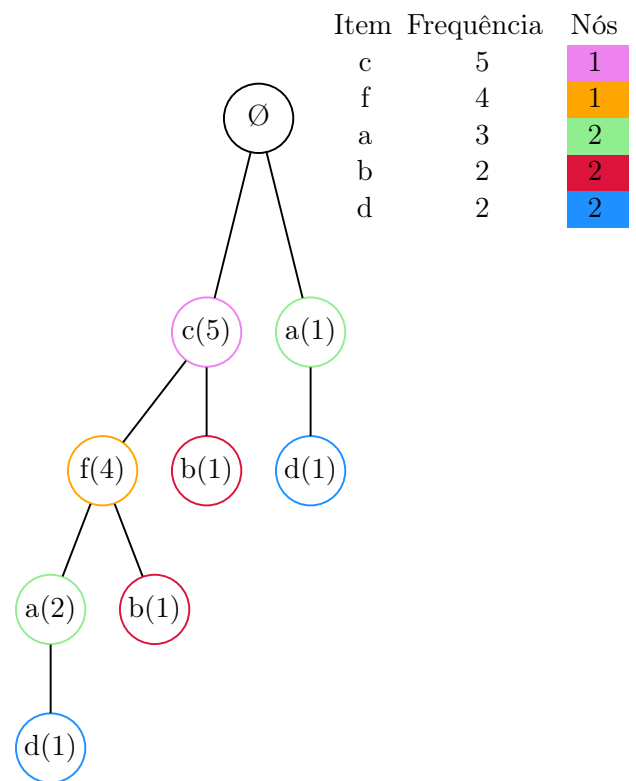 Item Frequência Nós
c 5 1
f 4 1
a 3 2
b 2 2
d 2 2
Ø
c(5) a(1)
f(4) b(1) d(1)
a(2) b(1)
d(1)